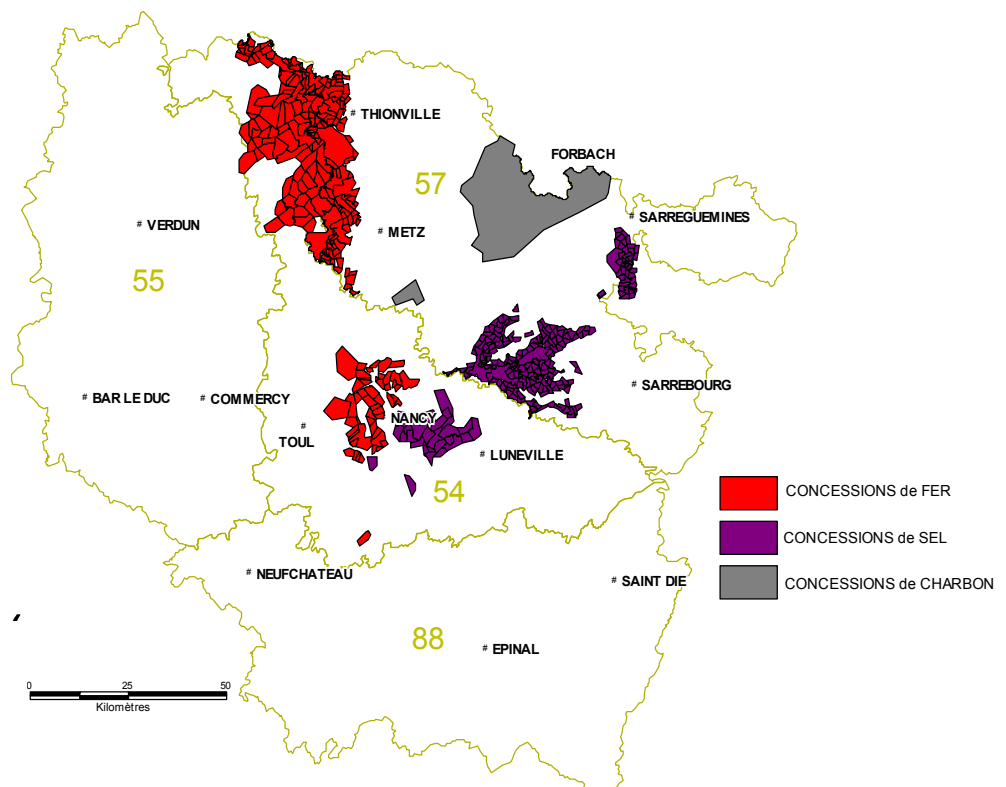 THIONVILLE
FORBACH
57
SARREGUEMINES
VERDUN
METZ
55
BAR LE DUC
COMMERCY
SARREBOURG
NANCY
TOUL
LUNEVILLE
54
CONCESSIONS de FER
CONCESSIONS de SEL
CONCESSIONS de CHARBON
NEUFCHATEAU
SAINT DIE
88
EPINAL
0 25 50
Kilomètres